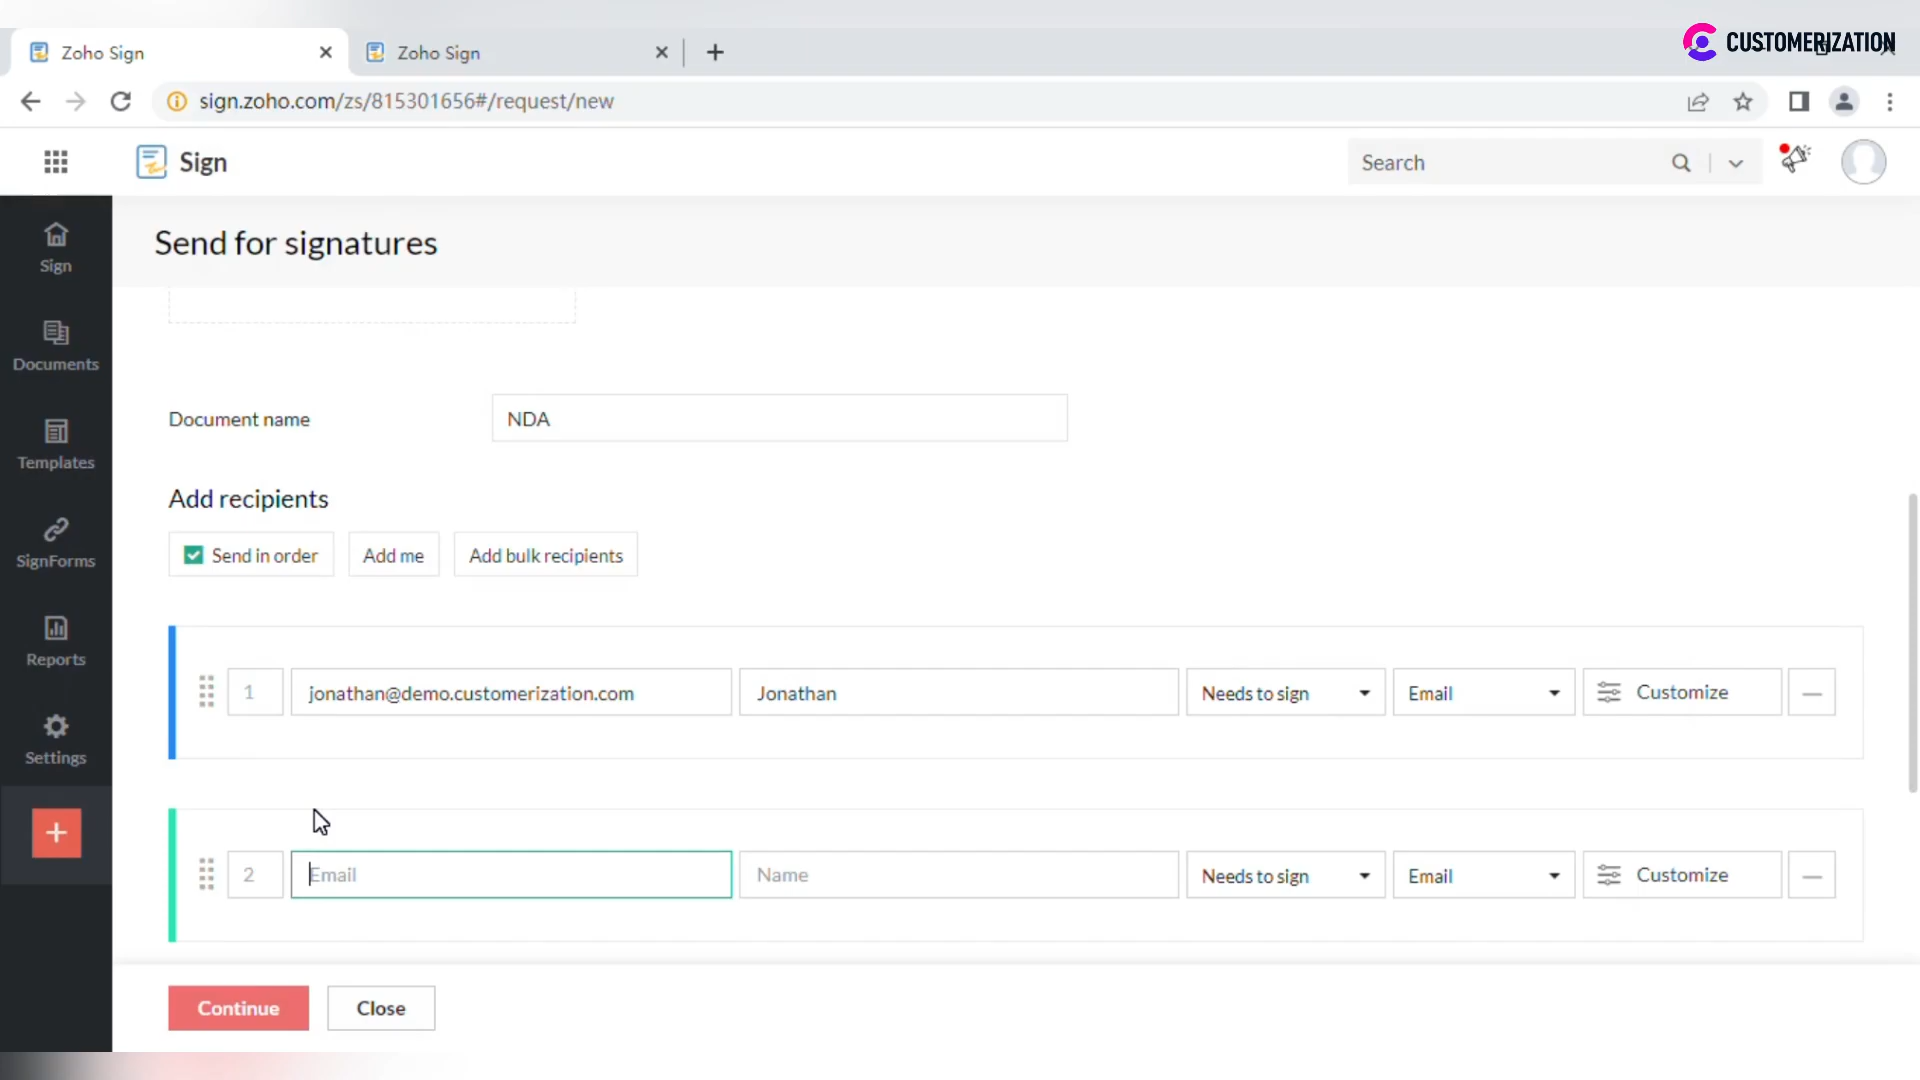 Zoho Sign
Zoho Sign
CUSTOMERIZATION
sign.zoho.com/zs/815301656#/request/new
Sign
Search
Sign
Documents
Templates
SignForms
Reports
Settings
Send for signatures
Document name
NDA
Add recipients
Send in order
Add me
Add bulk recipients
1
jonathan@demo.customerization.com
Jonathan
Needs to sign
Email
Customize
2
Email
Name
Needs to sign
Email
Customize
Continue
Close